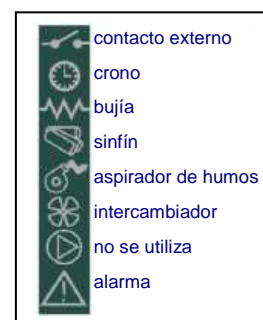 contacto externo
crono
bujía
sinfín
aspirador de humos
intercambiador
no se utiliza
alarma